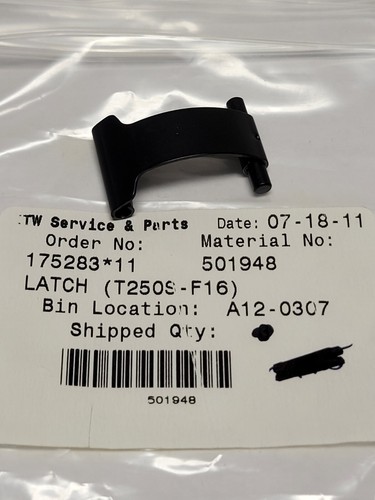 TW Service & Parts Date: 07-18-11
Order No: Material No:
175283*11 501948
LATCH (T250S-F16)
Bin Location: A12-0307
Shipped Qty:
501948